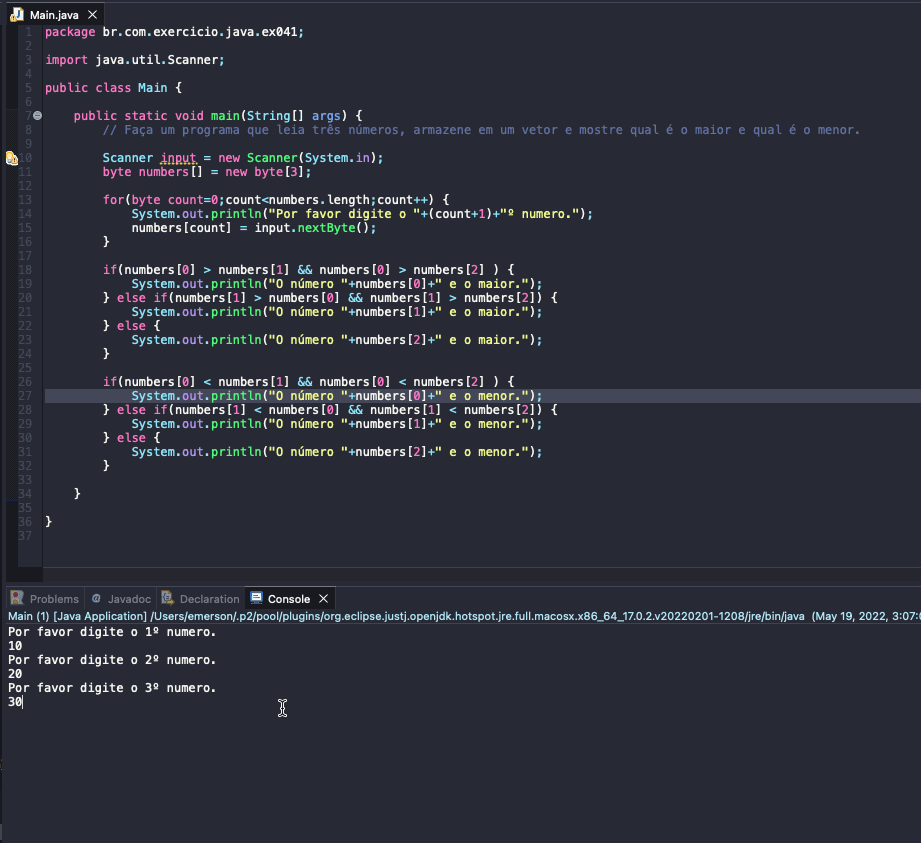 Main.java
1 package br.com.exercicio.java.ex041;
2
3 import java.util.Scanner;
4
5 public class Main {
6
7 public static void main(String[] args) {
8 // Faça um programa que leia três números, armazene em um vetor e mostre qual é o maior e qual é o menor.
9
10 Scanner input = new Scanner(System.in);
11 byte numbers[] = new byte[3];
12
13 for(byte count=0;count<numbers.length;count++) {
14 System.out.println("Por favor digite o "+(count+1)+"º numero.");
15 numbers[count] = input.nextByte();
16 }
17
18 if(numbers[0] > numbers[1] && numbers[0] > numbers[2] ) {
19 System.out.println("O número "+numbers[0]+" e o maior.");
20 } else if(numbers[1] > numbers[0] && numbers[1] > numbers[2]) {
21 System.out.println("O número "+numbers[1]+" e o maior.");
22 } else {
23 System.out.println("O número "+numbers[2]+" e o maior.");
24 }
25
26 if(numbers[0] < numbers[1] && numbers[0] < numbers[2] ) {
27 System.out.println("O número "+numbers[0]+" e o menor.");
28 } else if(numbers[1] < numbers[0] && numbers[1] < numbers[2]) {
29 System.out.println("O número "+numbers[1]+" e o menor.");
30 } else {
31 System.out.println("O número "+numbers[2]+" e o menor.");
32 }
33
34 }
35
36 }
37
Problems Javadoc Declaration Console
Main (1) [Java Application] /Users/emerson/.p2/pool/plugins/org.eclipse.justj.openjdk.hotspot.jre.full.macosx.x86_64_17.0.2.v20220201-1208/jre/bin/java (May 19, 2022, 3:07:
Por favor digite o 1º numero.
10
Por favor digite o 2º numero.
20
Por favor digite o 3º numero.
30